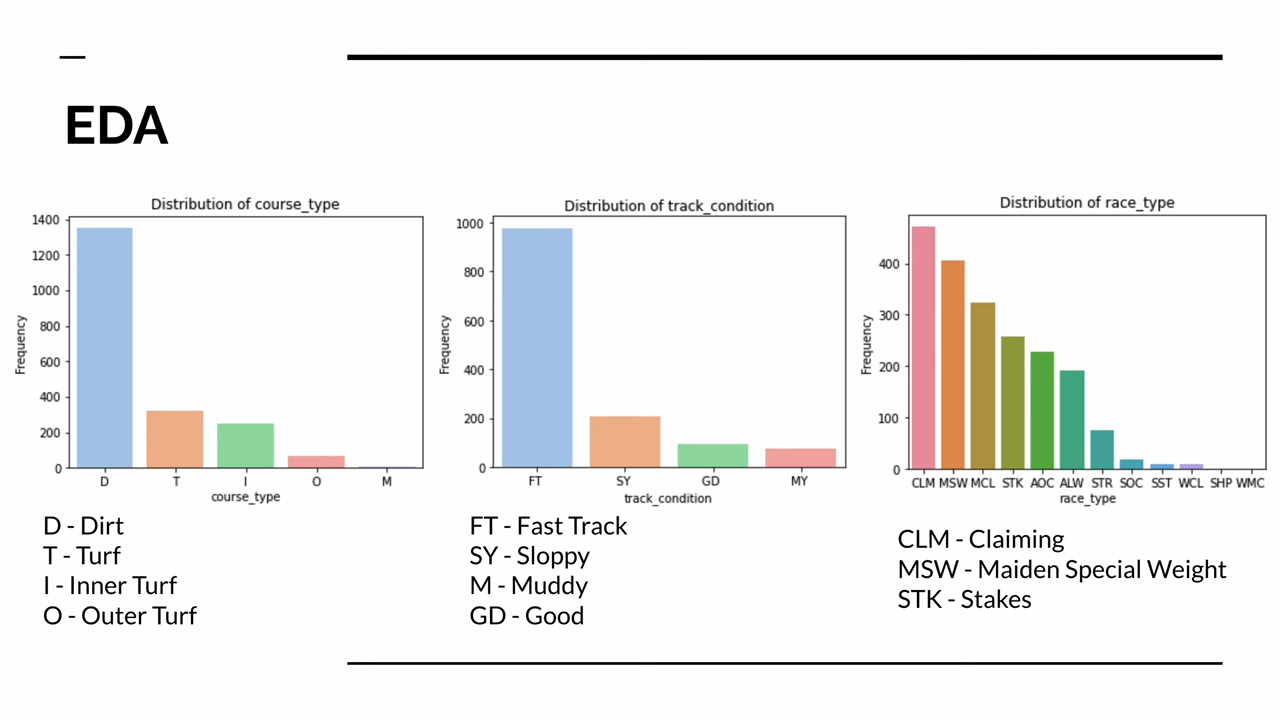 EDA
Distribution of course_type
1400
1200
1000
800
600
400
200
0
Frequency
D T I O M
course_type
D - Dirt
T - Turf
I - Inner Turf
O - Outer Turf
Distribution of track_condition
1000
800
600
400
200
0
Frequency
FT SY GD MY
track_condition
FT - Fast Track
SY - Sloppy
M - Muddy
GD - Good
Distribution of race_type
400
300
200
100
0
Frequency
CLM MSW MCL STK AOC ALW STR SOC SST WCL SHP WMC
race_type
CLM - Claiming
MSW - Maiden Special Weight
STK - Stakes